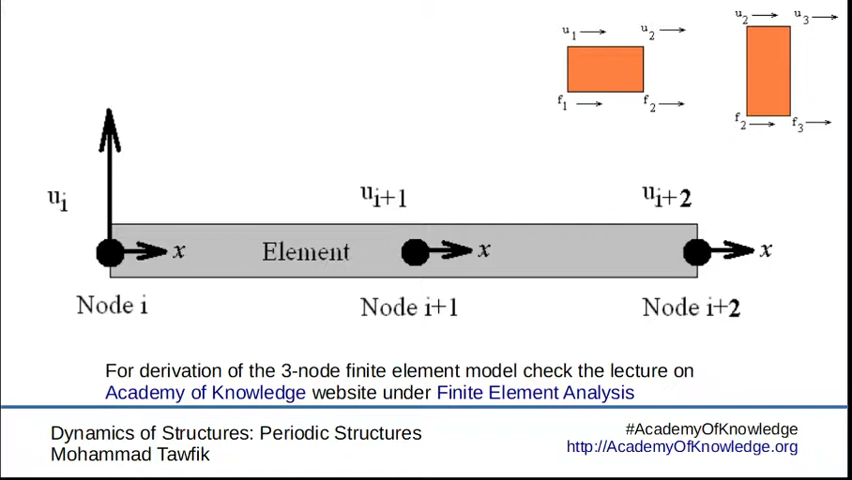 u1 u2
f1 f2
u2 u3
f2 f3
ui ui+1 ui+2
x x x
Element
Node i Node i+1 Node i+2
For derivation of the 3-node finite element model check the lecture on
Academy of Knowledge website under Finite Element Analysis
Dynamics of Structures: Periodic Structures
Mohammad Tawfik
#AcademyOfKnowledge
http://AcademyOfKnowledge.org